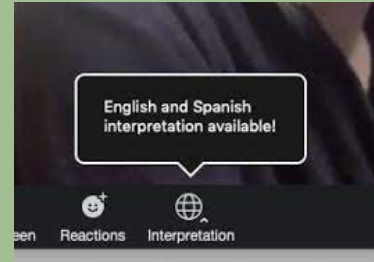 English and Spanish
interpretation available!
een Reactions Interpretation